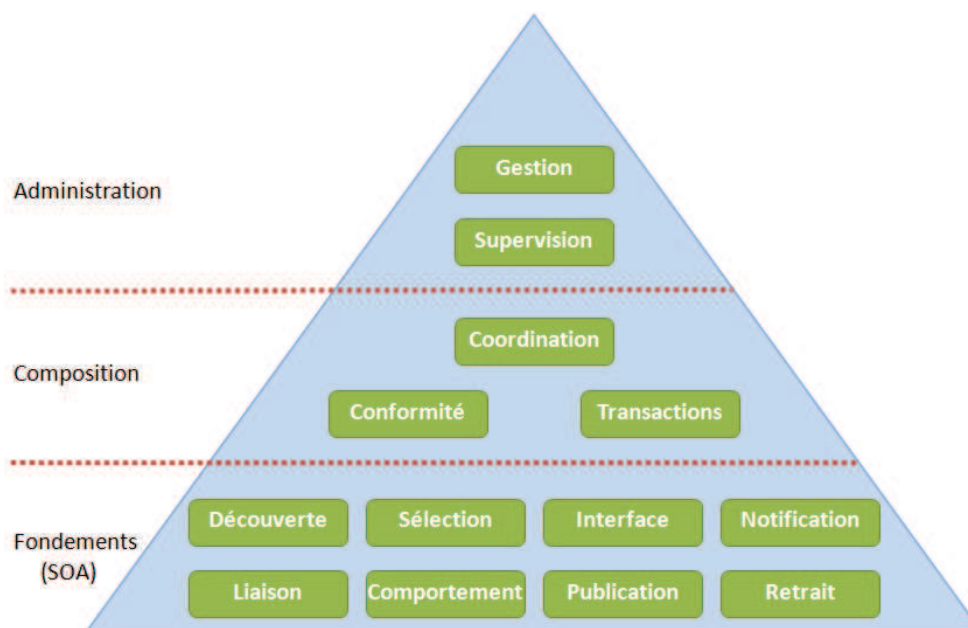 Administration
Gestion
Supervision
Composition
Coordination
Conformité
Transactions
Fondements
(SOA)
Découverte
Sélection
Interface
Notification
Liaison
Comportement
Publication
Retrait